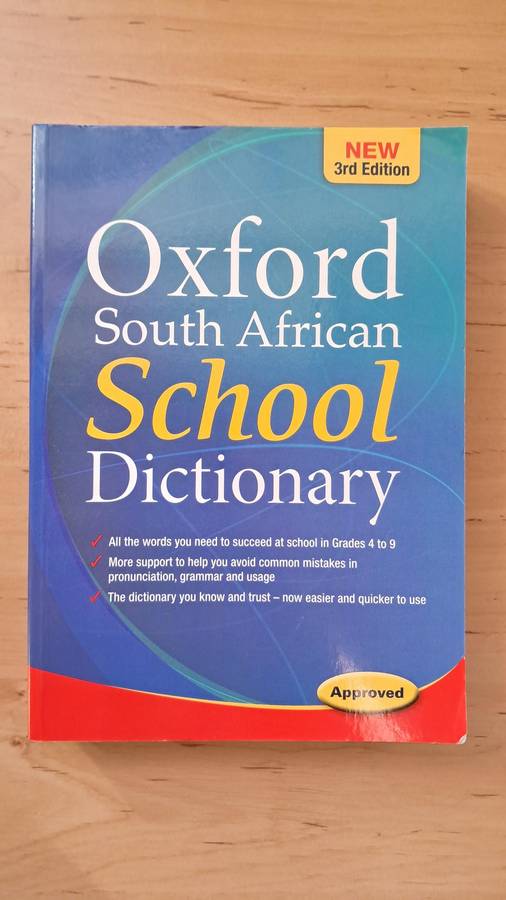 NEW
3rd Edition
Oxford
South African
School
Dictionary
All the words you need to succeed at school in Grades 4 to 9
More support to help you avoid common mistakes in
pronunciation, grammar and usage
The dictionary you know and trust – now easier and quicker to use
Approved